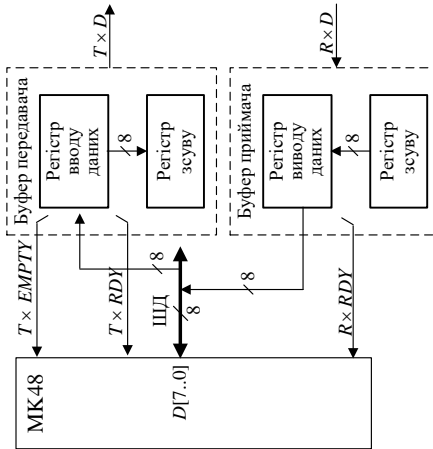 Буфер передавача
T × D
Регістр
вводу
даних
8
Регістр
зсуву
T × EMPTY
T × RDY
8
ШД
8
D[7..0]
МК48
Буфер приймача
R × D
Регістр
виводу
даних
8
Регістр
зсуву
8
R × RDY